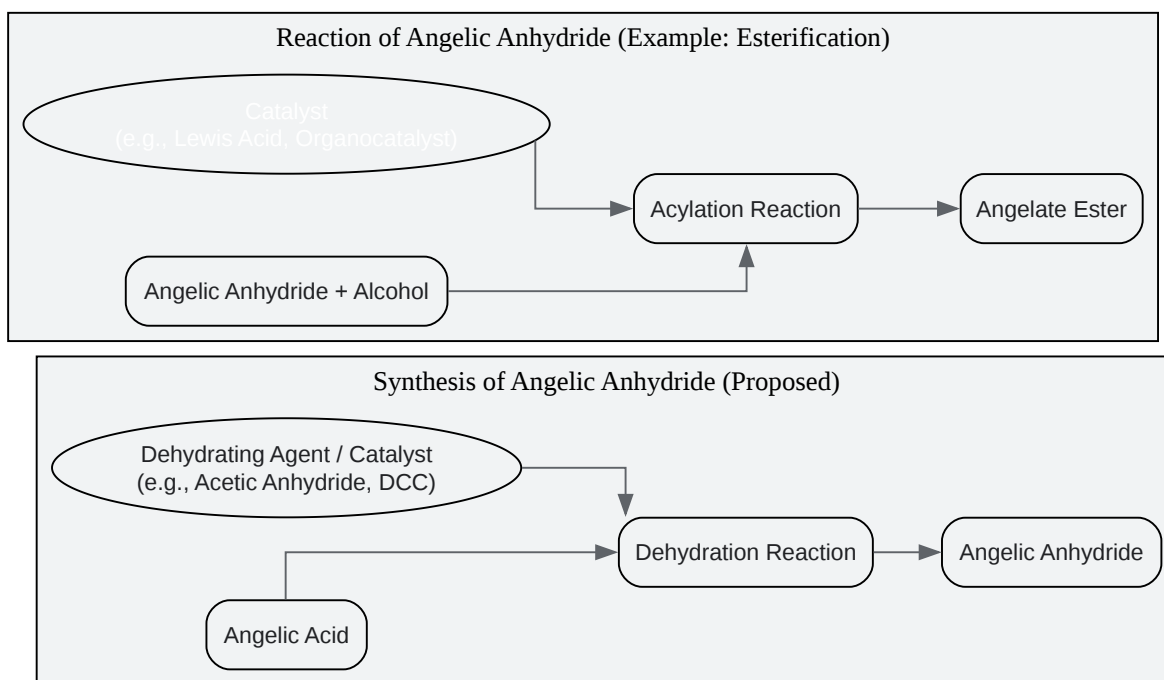 Reaction of Angelic Anhydride (Example: Esterification)
Catalyst
(e.g., Lewis Acid, Organocatalyst)
Acylation Reaction
Angelate Ester
Angelic Anhydride + Alcohol
Synthesis of Angelic Anhydride (Proposed)
Dehydrating Agent / Catalyst
(e.g., Acetic Anhydride, DCC)
Dehydration Reaction
Angelic Anhydride
Angelic Acid